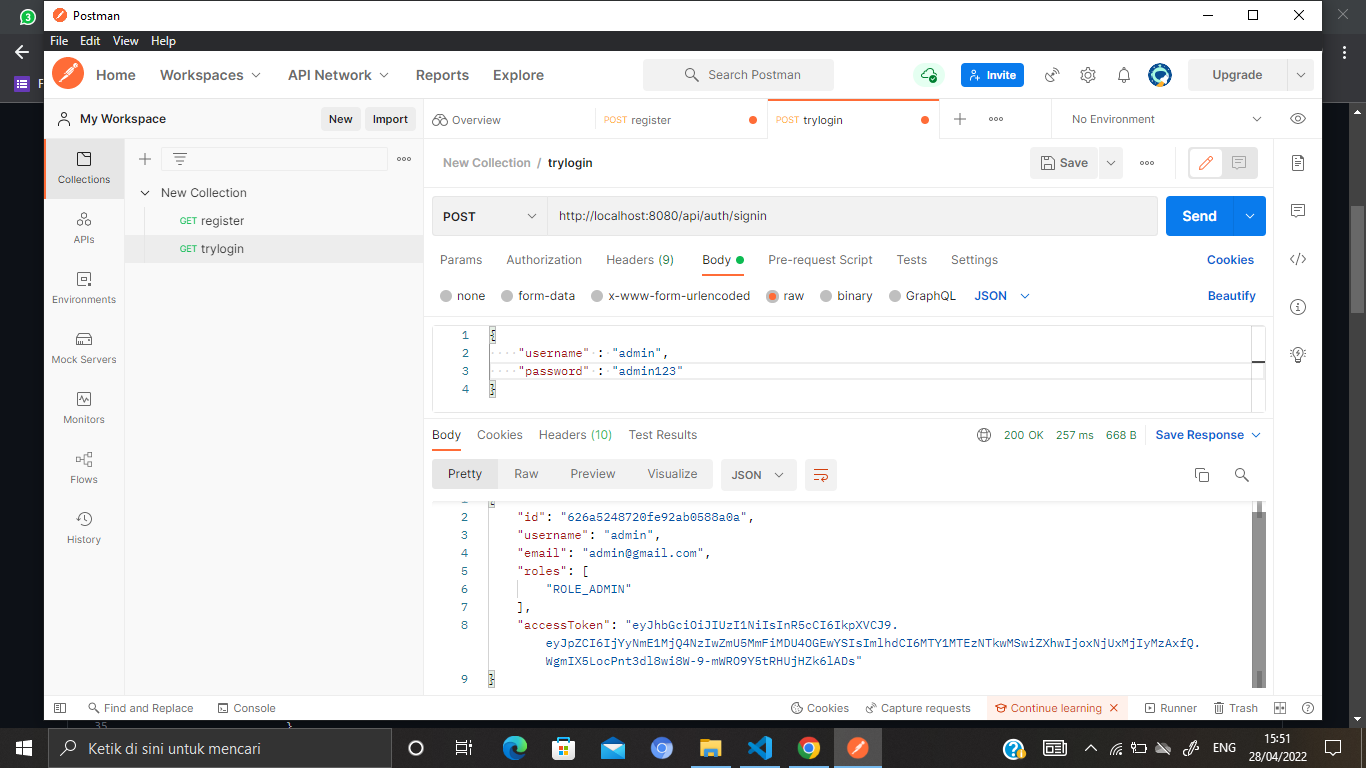 3
Postman
File Edit View Help
Home Workspaces API Network Reports Explore Search Postman Invite Upgrade
My Workspace New Import Overview POST register POST trylogin No Environment
New Collection / trylogin Save
Collections
New Collection
GET register
GET trylogin
APIs
Environments
Mock Servers
Monitors
Flows
History
POST http://localhost:8080/api/auth/signin Send
Params Authorization Headers (9) Body Pre-request Script Tests Settings Cookies
none form-data x-www-form-urlencoded raw binary GraphQL JSON Beautify
1 {
2 "username" : "admin",
3 "password" : "admin123"
4 }
Body Cookies Headers (10) Test Results 200 OK 257 ms 668 B Save Response
Pretty Raw Preview Visualize JSON
2 "id": "626a5248720fe92ab0588a0a",
3 "username": "admin",
4 "email": "admin@gmail.com",
5 "roles": [
6 "ROLE_ADMIN"
7 ],
8 "accessToken": "eyJhbGciOiJIUzI1NiIsInR5cCI6IkpXVCJ9.
eyJpZCI6IjYyNmE1MjQ4NzIwZmU5MmFiMDU4OGEwYSIsImlhdCI6MTY1MTEzNTkwMSwiZXhwIjoxNjUxMjIyMzAxfQ.
WgmIX5LocPnt3dl8wi8W-9-mWRO9Y5tRHUjHZk6lADs"
9 }
Find and Replace Console Cookies Capture requests Continue learning Runner Trash
35 }
Ketik di sini untuk mencari ENG 15:51
28/04/2022